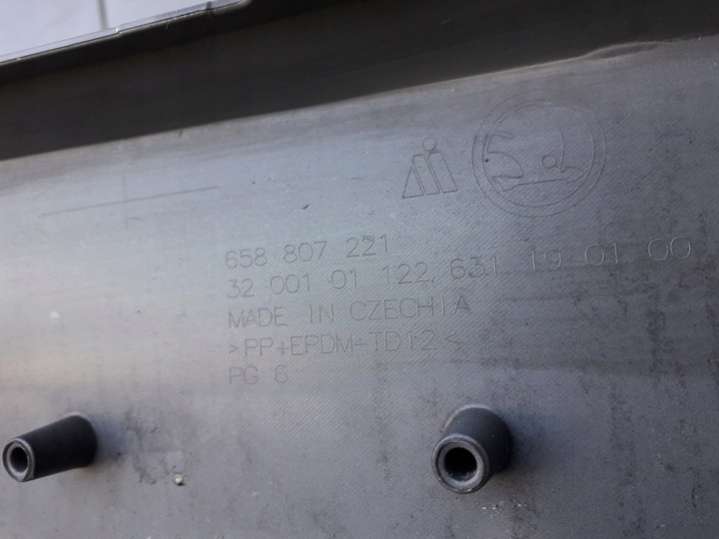 658 807 221
32 001 01 122/631 19 01 00
MADE IN CZECHIA
>PP+EPDM+TD12<
PG 6